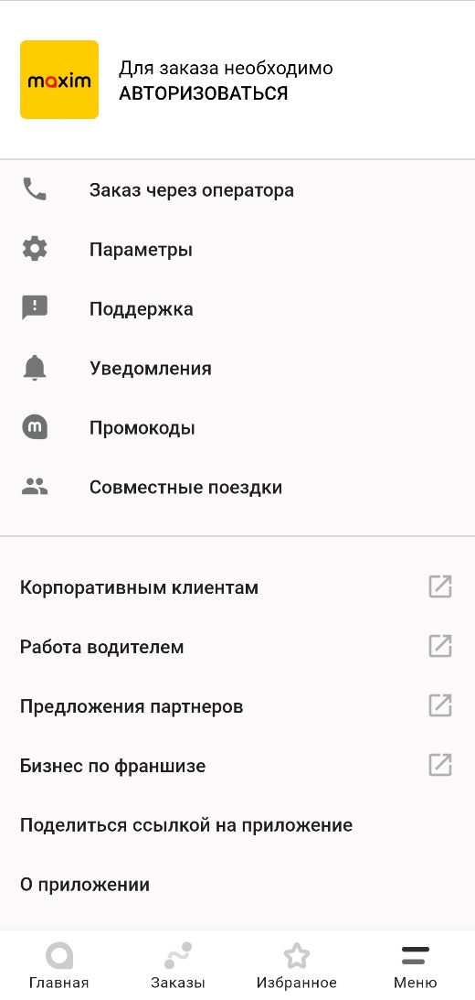 maxim
Для заказа необходимо
АВТОРИЗОВАТЬСЯ
Заказ через оператора
Параметры
Поддержка
Уведомления
Промокоды
Совместные поездки
Корпоративным клиентам
Работа водителем
Предложения партнеров
Бизнес по франшизе
Поделиться ссылкой на приложение
О приложении
Главная
Заказы
Избранное
Меню